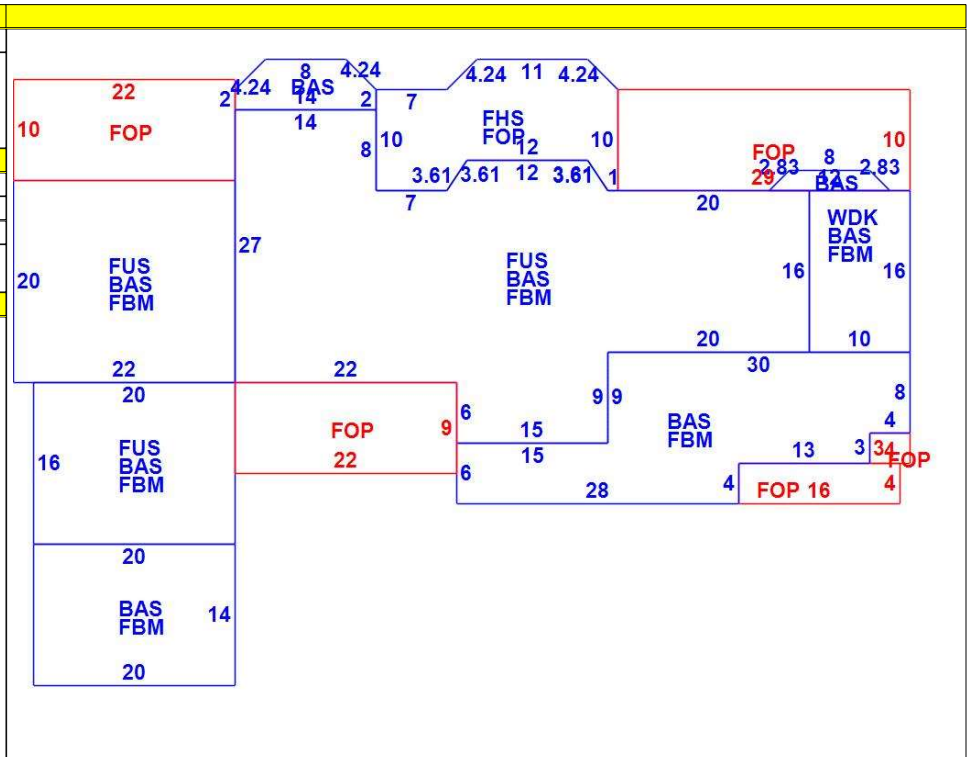 8
4.24 4.24
BAS
2 14 2
14
22
10 FOP
7
4.24 11 4.24
FHS
FOP
8 10 12 10
3.61 3.61 12 3.61 1
7
FOP 10
29
8
2.83 12 2.83
BAS
20
WDK
BAS
FBM
16 16
10
27
20
FUS
BAS
FBM
22
FUS
BAS
FBM
20
30
20
16
FUS
BAS
FBM
20
22
FOP 9
22
6
15
15
6
9 9
BAS
FBM
8
4
13 3 3 4
FOP
28 4 FOP 16 4
BAS
FBM
14
20